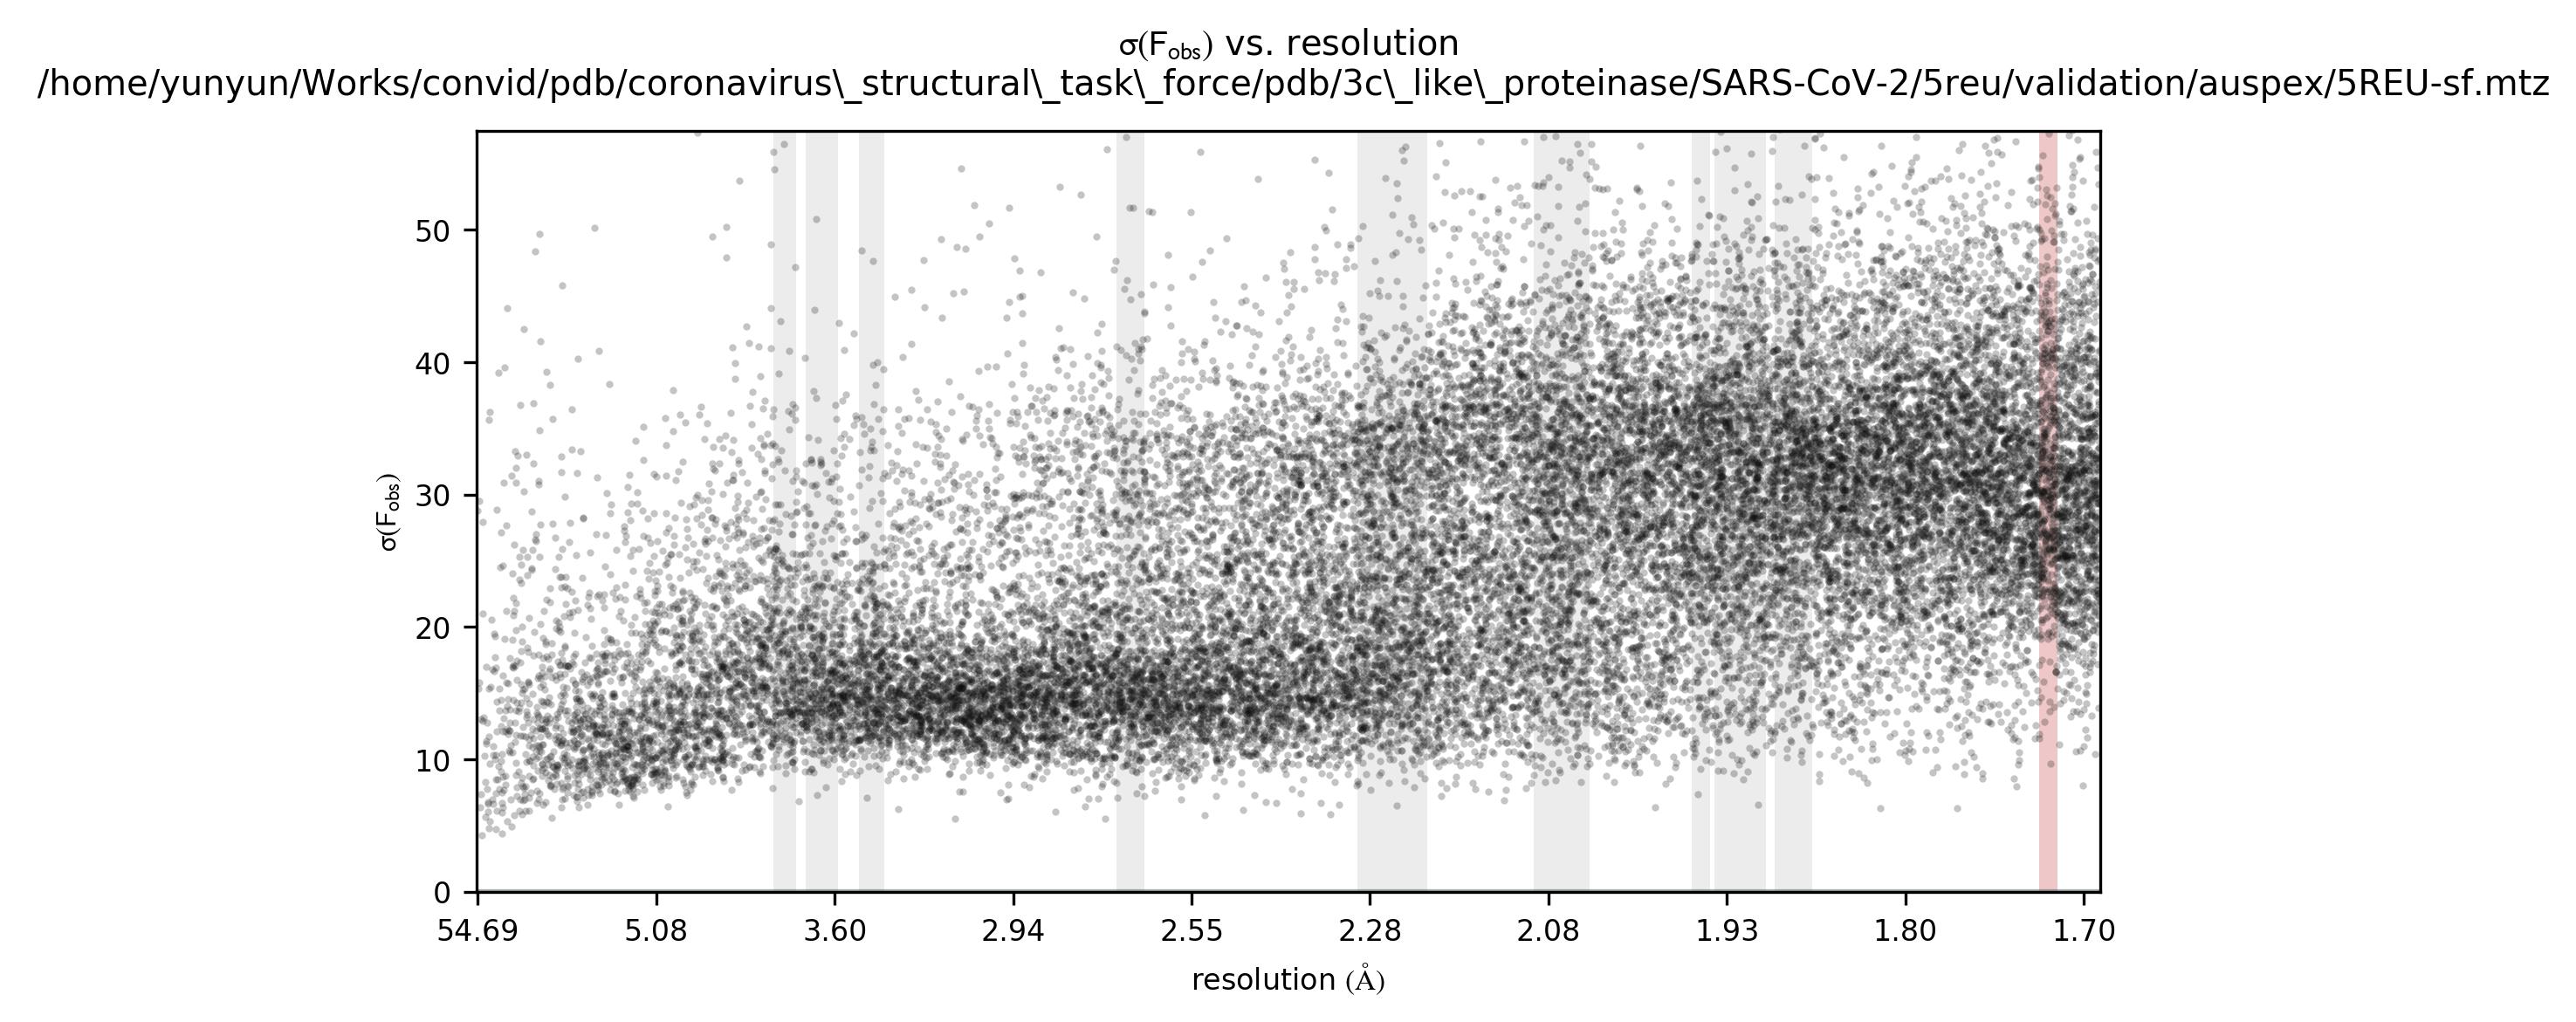 σ(Fobs) vs. resolution
/home/yunyun/Works/convid/pdb/coronavirus\_structural\_task\_force/pdb/3c\_like\_proteinase/SARS-CoV-2/5reu/validation/auspex/5REU-sf.mtz
50
40
30
20
10
0
σ(Fobs)
54.69 5.08 3.60 2.94 2.55 2.28 2.08 1.93 1.80 1.70
resolution (Å)